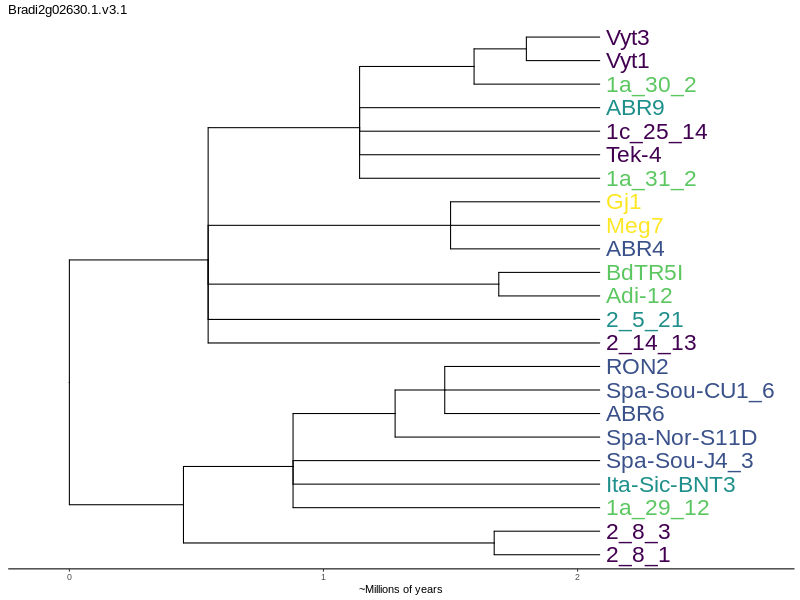 Bradi2g02630.1.v3.1
Vyt3
Vyt1
1a_30_2
ABR9
1c_25_14
Tek-4
1a_31_2
Gj1
Meg7
ABR4
BdTR5I
Adi-12
2_5_21
2_14_13
RON2
Spa-Sou-CU1_6
ABR6
Spa-Nor-S11D
Spa-Sou-J4_3
Ita-Sic-BNT3
1a_29_12
2_8_3
2_8_1
0 1 2
~Millions of years